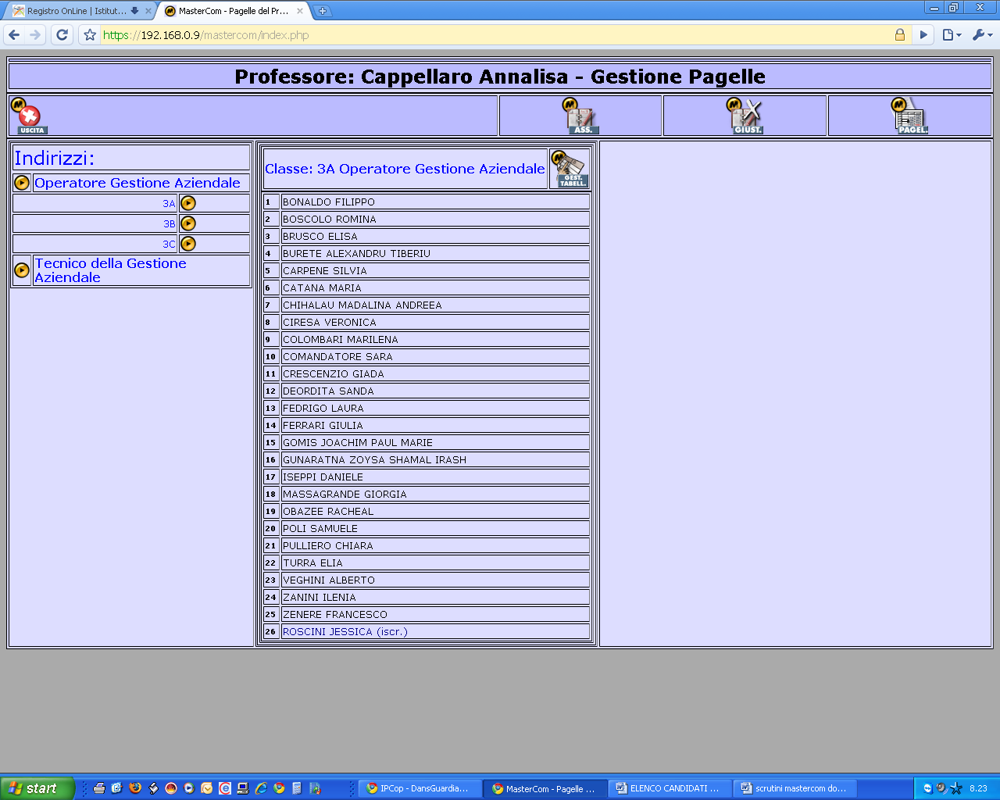 Registro OnLine | Istitut...
MasterCom - Pagelle del Pr...
https://192.168.0.9/mastercom/index.php
Professore: Cappellaro Annalisa - Gestione Pagelle
USCITA
ASS.
GIUST.
PAGEL.
Indirizzi:
Operatore Gestione Aziendale
3A
3B
3C
Tecnico della Gestione
Aziendale
Classe: 3A Operatore Gestione Aziendale
GEST.
TABELL.
1 BONALDO FILIPPO
2 BOSCOLO ROMINA
3 BRUSCO ELISA
4 BURETE ALEXANDRU TIBERIU
5 CARPENE SILVIA
6 CATANA MARIA
7 CHIHALAU MADALINA ANDREEA
8 CIRESA VERONICA
9 COLOMBARI MARILENA
10 COMANDATORE SARA
11 CRESCENZIO GIADA
12 DEORDITA SANDA
13 FEDRIGO LAURA
14 FERRARI GIULIA
15 GOMIS JOACHIM PAUL MARIE
16 GUNARATNA ZOYSA SHAMAL IRASH
17 ISEPPI DANIELE
18 MASSAGRANDE GIORGIA
19 OBAZEE RACHEAL
20 POLI SAMUELE
21 PULLIERO CHIARA
22 TURRA ELIA
23 VEGHINI ALBERTO
24 ZANINI ILENIA
25 ZENERE FRANCESCO
26 ROSCINI JESSICA (iscr.)
start
IPCop - DansGuardia...
MasterCom - Pagelle ...
ELENCO CANDIDATI ...
scrutini mastercom do...
8.23